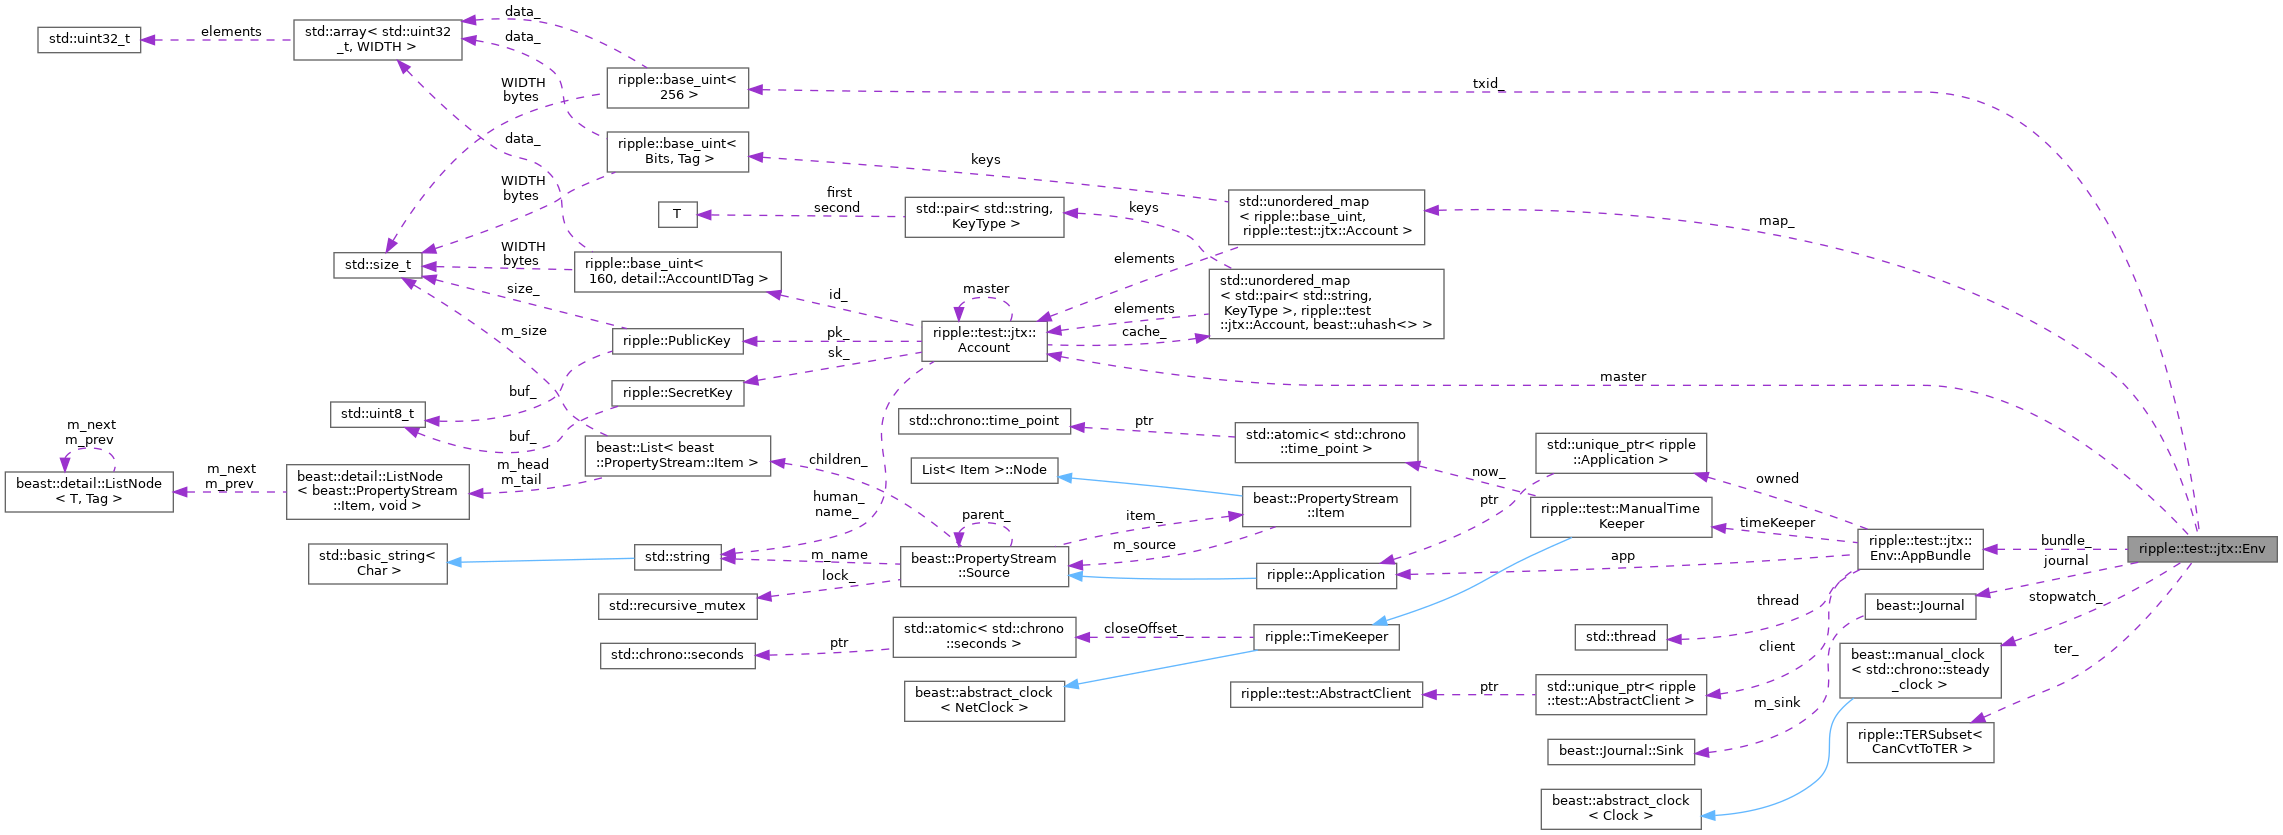 data_
std::uint32_t
elements
std::array< std::uint32
_t, WIDTH >
data_
WIDTH
bytes
ripple::base_uint<
256 >
txid_
data_
ripple::base_uint<
Bits, Tag >
keys
WIDTH
bytes
T
first
second
std::pair< std::string,
KeyType >
keys
std::unordered_map
< ripple::base_uint,
ripple::test::jtx::Account >
map_
std::size_t
WIDTH
bytes
ripple::base_uint<
160, detail::AccountIDTag >
elements
std::unordered_map
< std::pair< std::string,
KeyType >, ripple::test
::jtx::Account, beast::uhash<> >
size_
id_
master
elements
cache_
m_size
ripple::PublicKey
pk_
sk_
ripple::test::jtx::
Account
master
buf_
ripple::SecretKey
std::uint8_t
buf_
std::chrono::time_point
ptr
std::atomic< std::chrono
::time_point >
std::unique_ptr< ripple
::Application >
m_next
m_prev
beast::detail::ListNode
< T, Tag >
m_next
m_prev
beast::detail::ListNode
< beast::PropertyStream
::Item, void >
m_head
m_tail
beast::List< beast
::PropertyStream::Item >
children_
List< Item >::Node
now_
owned
human_
name_
parent_
item_
beast::PropertyStream
::Item
ptr
ripple::test::ManualTime
Keeper
timeKeeper
ripple::test::jtx::
Env::AppBundle
bundle_
ripple::test::jtx::Env
std::basic_string<
Char >
std::string
m_name
lock_
beast::PropertyStream
::Source
m_source
ripple::Application
app
journal
std::recursive_mutex
thread
beast::Journal
stopwatch_
std::chrono::seconds
ptr
std::atomic< std::chrono
::seconds >
closeOffset_
ripple::TimeKeeper
std::thread
client
beast::manual_clock
< std::chrono::steady
_clock >
ter_
beast::abstract_clock
< NetClock >
ripple::test::AbstractClient
ptr
std::unique_ptr< ripple
::test::AbstractClient >
m_sink
beast::Journal::Sink
ripple::TERSubset<
CanCvtToTER >
beast::abstract_clock
< Clock >